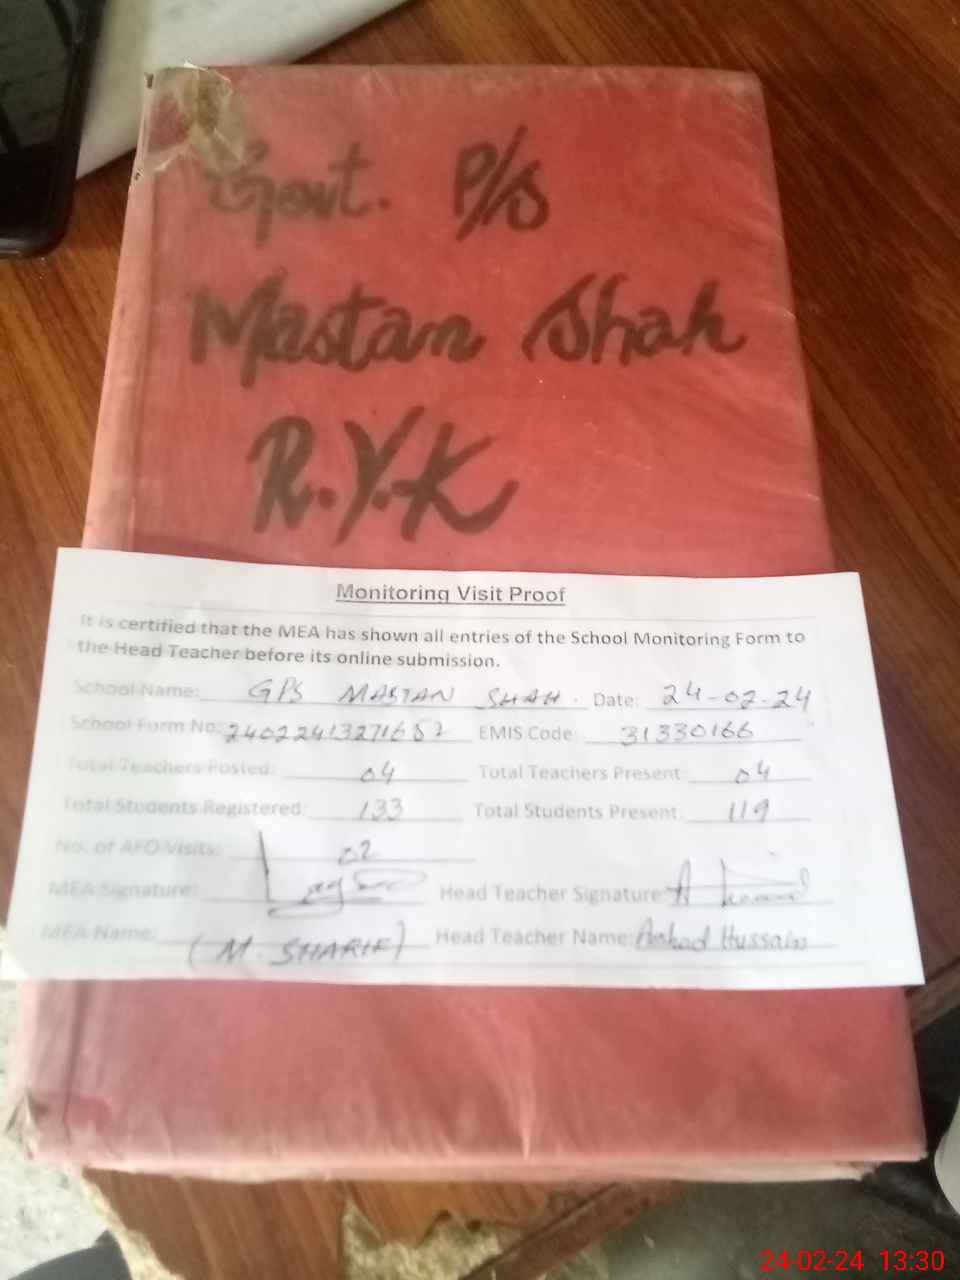 Govt. P/S
Mastan Shah
R.Y.K
Monitoring Visit Proof
It is certified that the MEA has shown all entries of the School Monitoring Form to
the Head Teacher before its online submission.
School Name: GPS MASTAN SHAH. Date: 24-02-24
School Form No: EMIS Code: 31330166
Total Teachers Posted: 04 Total Teachers Present: 04
Total Students Registered: 133 Total Students Present: 119
No. of AFO Visits: 02
MEA Signature: Head Teacher Signature:
MEA Name: (M. SHARIF) Head Teacher Name: Hussain
24-02-24 13:30